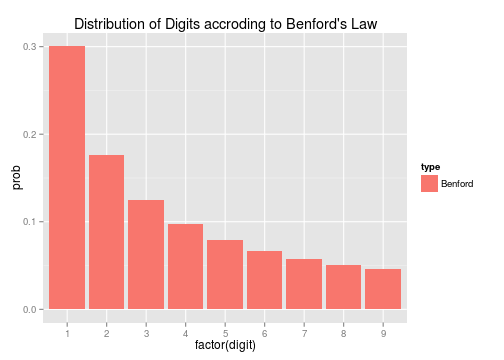 Distribution of Digits accroding to Benford's Law
0.3
0.2
0.1
0.0
prob
1 2 3 4 5 6 7 8 9
factor(digit)
type
Benford